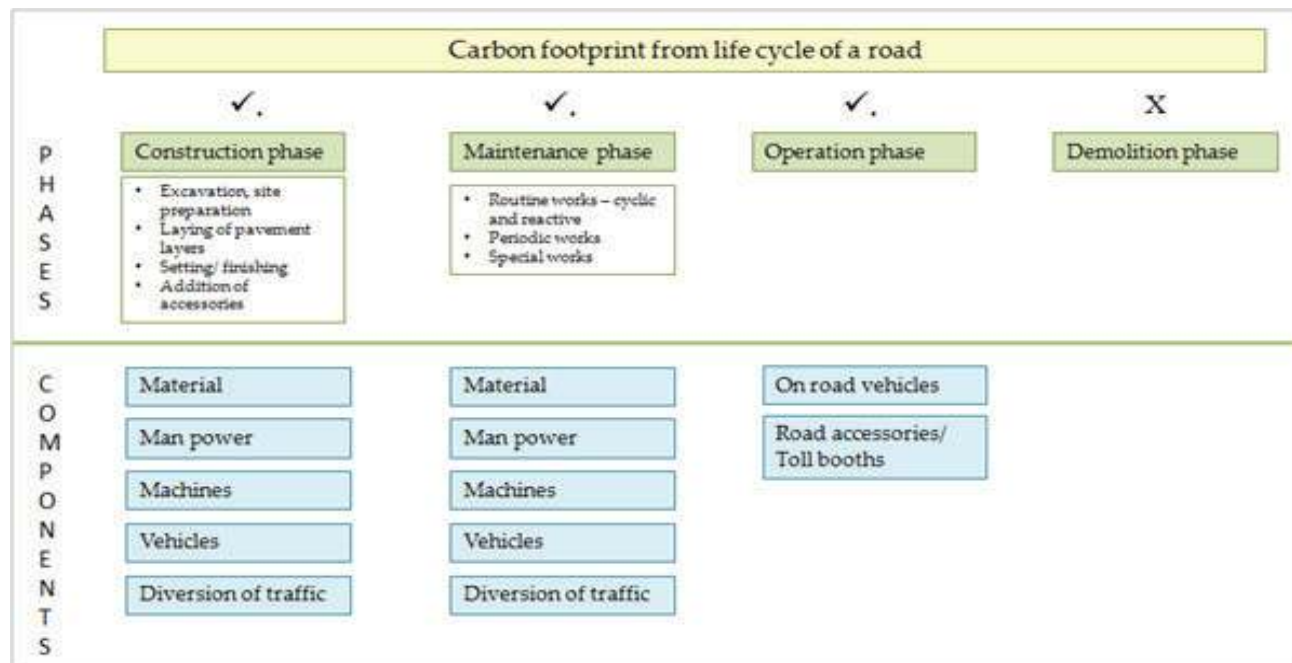 Carbon footprint from life cycle of a road
✓. ✓. ✓. X
PHASES
Construction phase
• Excavation, site
preparation
• Laying of pavement
layers
• Setting/ finishing
• Addition of
accessories
Maintenance phase
• Routine works – cyclic
and reactive
• Periodic works
• Special works
Operation phase
Demolition phase
COMPONENTS
Material
Man power
Machines
Vehicles
Diversion of traffic
Material
Man power
Machines
Vehicles
Diversion of traffic
On road vehicles
Road accessories/
Toll booths